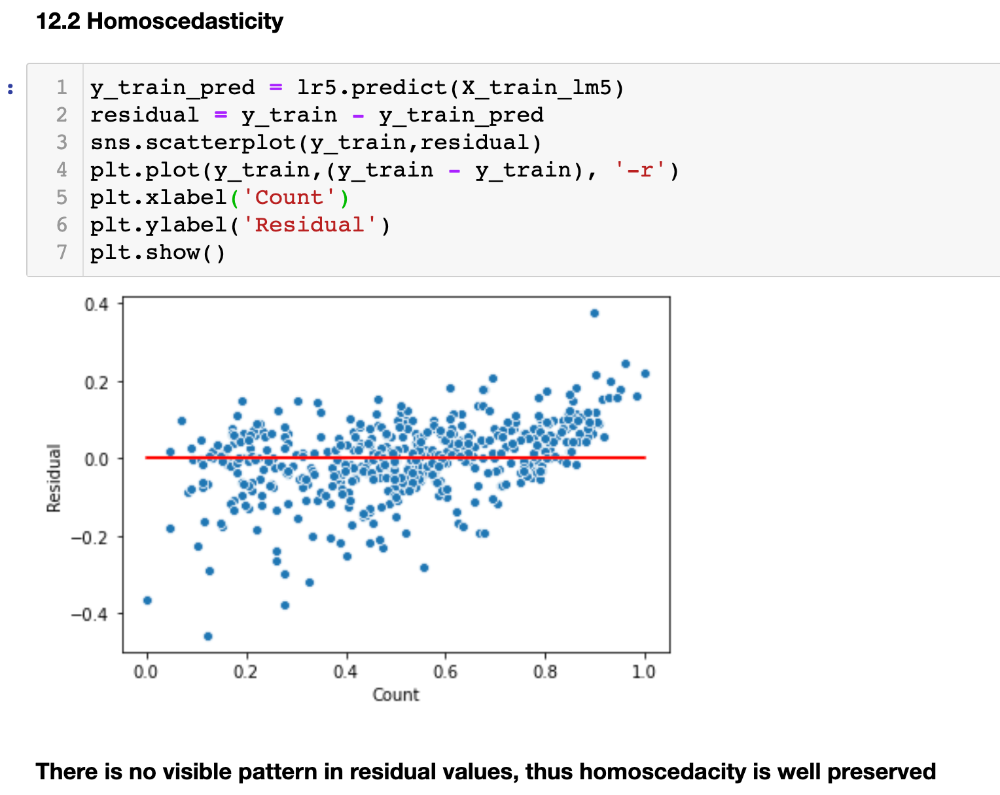 12.2 Homoscedasticity
:
1 y_train_pred = lr5.predict(X_train_lm5)
2 residual = y_train - y_train_pred
3 sns.scatterplot(y_train,residual)
4 plt.plot(y_train,(y_train - y_train), '-r')
5 plt.xlabel('Count')
6 plt.ylabel('Residual')
7 plt.show()
0.4
0.2
0.0
−0.2
−0.4
Residual
0.0 0.2 0.4 0.6 0.8 1.0
Count
There is no visible pattern in residual values, thus homoscedacity is well preserved